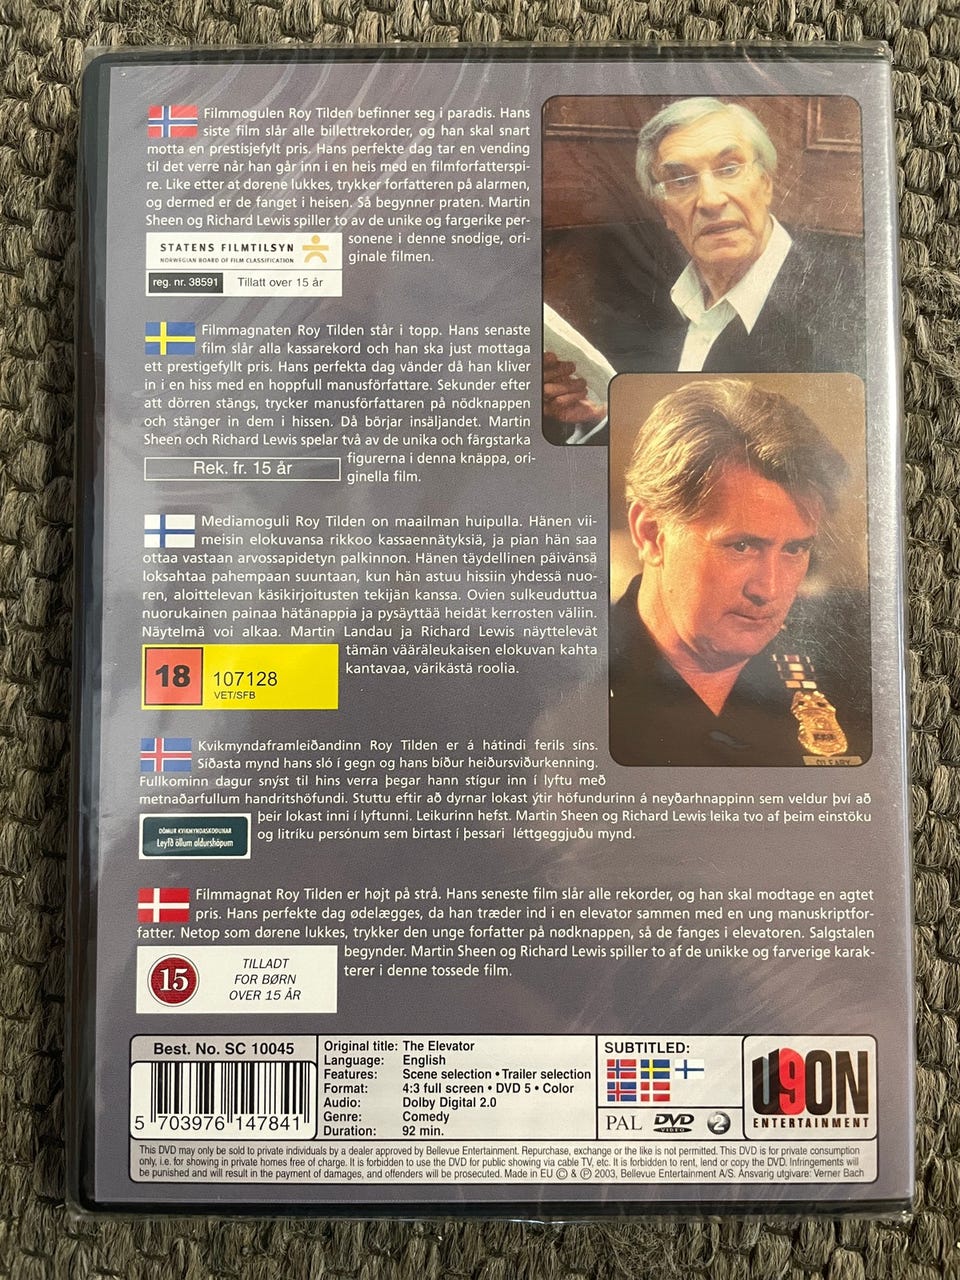 Filmmogulen Roy Tilden befinner seg i paradis. Hans
siste film slår alle billettrekorder, og han skal snart
motta en prestisjefylt pris. Hans perfekte dag tar en vending
til det verre når han går inn i en heis med en filmforfatterspi-
re. Like etter at dørene lukkes, trykker forfatteren på alarmen,
og dermed er de fanget i heisen. Så begynner praten. Martin
Sheen og Richard Lewis spiller to av de unike og fargerike per-
sonene i denne snodige, ori-
ginale filmen.
STATENS FILMTILSYN
NORWEGIAN BOARD OF FILM CLASSIFICATION
reg. nr. 38591 Tillatt over 15 år
Filmmagnaten Roy Tilden står i topp. Hans senaste
film slår alla kassarekord och han ska just mottaga
ett prestigefyllt pris. Hans perfekta dag vänder då han kliver
in i en hiss med en hoppfull manusförfattare. Sekunder efter
att dörren stängs, trycker manusförfattaren på nödknappen
och stänger in dem i hissen. Då börjar insäljandet. Martin
Sheen och Richard Lewis spelar två av de unika och färgstarka
figurerna i denna knäppa, ori-
ginella film.
Rek. fr. 15 år
Mediamoguli Roy Tilden on maailman huipulla. Hänen vii-
meisin elokuvansa rikkoo kassaennätyksiä, ja pian hän saa
ottaa vastaan arvossapidetyn palkinnon. Hänen täydellinen päivänsä
loksahtaa pahempaan suuntaan, kun hän astuu hissiin yhdessä nuo-
ren, aloittelevan käsikirjoitusten tekijän kanssa. Ovien sulkeuduttua
nuorukainen painaa hätänappia ja pysäyttää heidät kerrosten väliin.
Näytelmä voi alkaa. Martin Landau ja Richard Lewis näyttelevät
tämän vääräleukaisen elokuvan kahta
kantavaa, värikästä roolia.
18 107128
VET/SFB
Kvikmyndaframleiðandinn Roy Tilden er á hátindi ferils síns.
Síðasta mynd hans sló í gegn og hans bíður heiðursviðurkenning.
Fullkominn dagur snýst til hins verra þegar hann stígur inn í lyftu með
metnaðarfullum handritshöfundi. Stuttu eftir að dyrnar lokast ýtir höfundurinn á neyðarhnappinn sem veldur því að
þeir lokast inni í lyftunni. Leikurinn hefst. Martin Sheen og Richard Lewis leika tvo af þeim einstöku
og litríku persónum sem birtast í þessari léttgeggjuðu mynd.
DÓMUR KVIKMYNDASKOÐUNAR
Leyfð öllum aldurshópum
Filmmagnat Roy Tilden er højt på strå. Hans seneste film slår alle rekorder, og han skal modtage en agtet
pris. Hans perfekte dag ødelægges, da han træder ind i en elevator sammen med en ung manuskriptfor-
fatter. Netop som dørene lukkes, trykker den unge forfatter på nødknappen, så de fanges i elevatoren. Salgstalen
begynder. Martin Sheen og Richard Lewis spiller to af de unikke og farverige karak-
terer i denne tossede film.
15 TILLADT
FOR BØRN
OVER 15 ÅR
O'LEARY
Best. No. SC 10045
5 703976 147841
Original title: The Elevator
Language: English
Features: Scene selection • Trailer selection
Format: 4:3 full screen • DVD 5 • Color
Audio: Dolby Digital 2.0
Genre: Comedy
Duration: 92 min.
SUBTITLED:
PAL DVD VIDEO 2
U9ON
ENTERTAINMENT
This DVD may only be sold to private individuals by a dealer approved by Bellevue Entertainment. Repurchase, exchange or the like is not permitted. This DVD is for private consumption
only, i.e. for showing in private homes free of charge. It is forbidden to use the DVD for public showing via cable TV, etc. It is forbidden to rent, lend or copy the DVD. Infringements will
be punished and will result in the payment of damages, and offenders will be prosecuted. Made in EU © & ℗ 2003, Bellevue Entertainment A/S. Ansvarig utgivare: Verner Bach